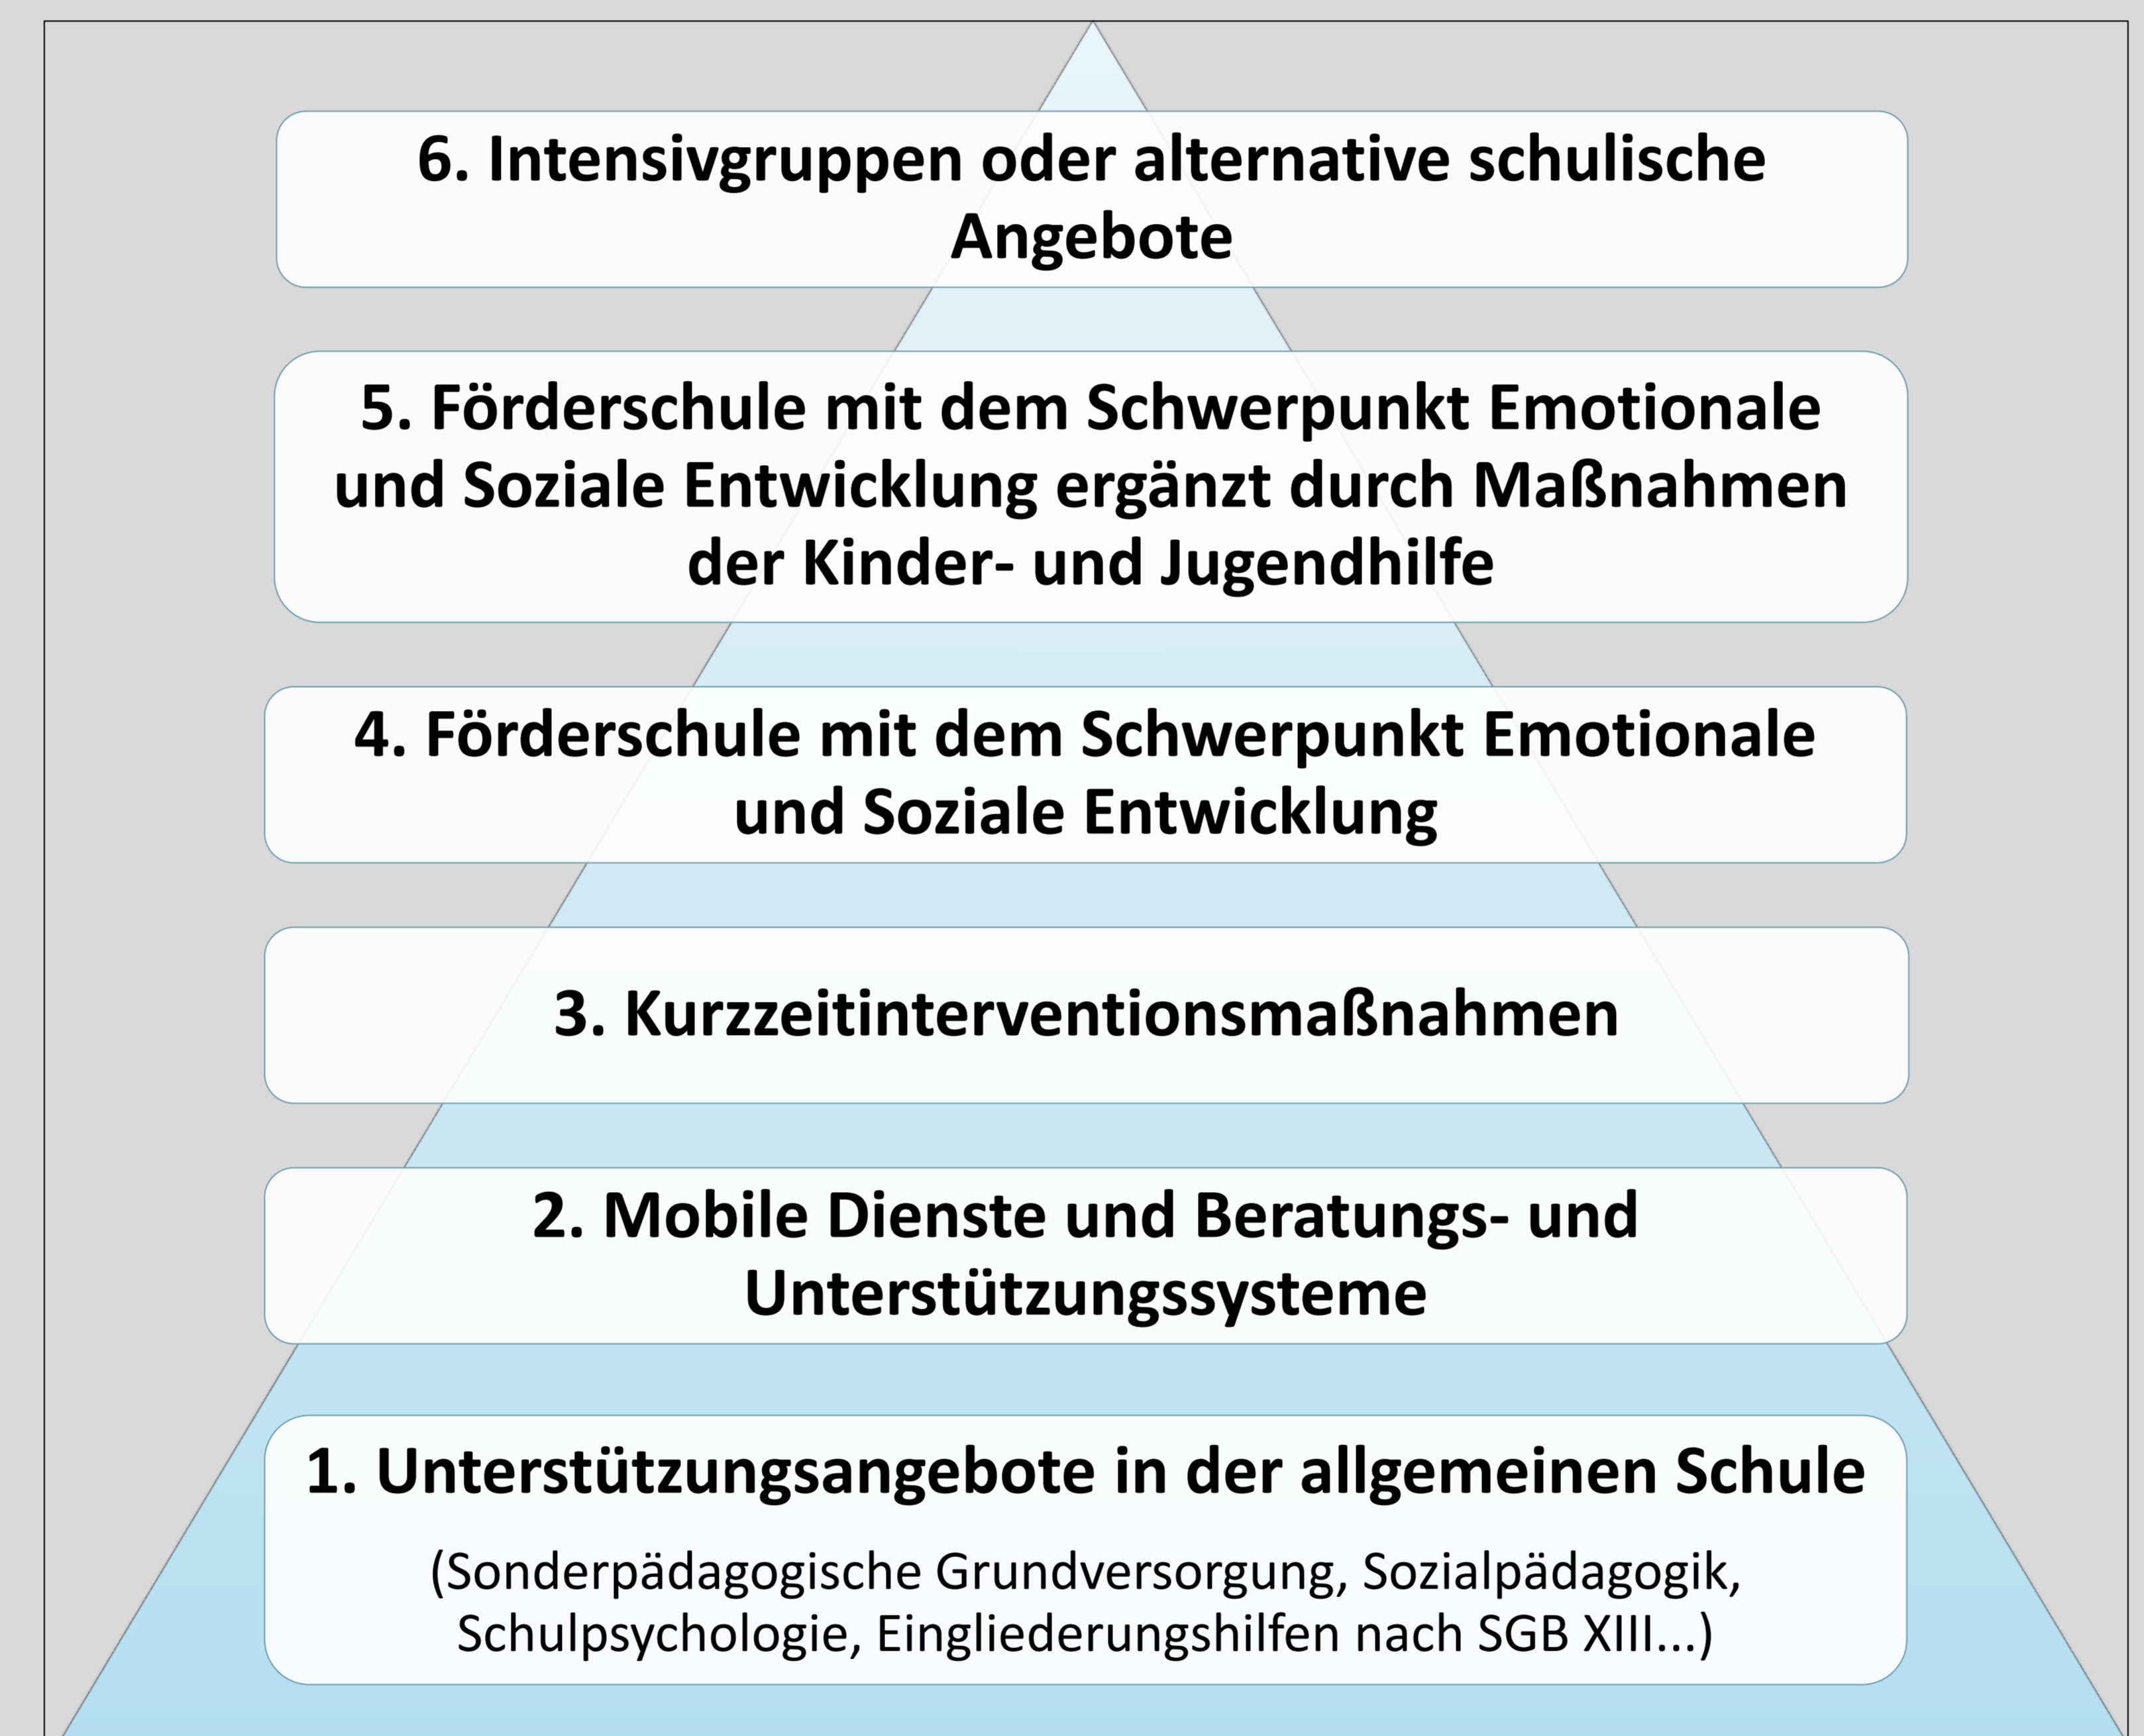 6. Intensivgruppen oder alternative schulische
Angebote
5. Förderschule mit dem Schwerpunkt Emotionale
und Soziale Entwicklung ergänzt durch Maßnahmen
der Kinder- und Jugendhilfe
4. Förderschule mit dem Schwerpunkt Emotionale
und Soziale Entwicklung
3. Kurzzeitinterventionsmaßnahmen
2. Mobile Dienste und Beratungs- und
Unterstützungssysteme
1. Unterstützungsangebote in der allgemeinen Schule
(Sonderpädagogische Grundversorgung, Sozialpädagogik,
Schulpsychologie, Eingliederungshilfen nach SGB XIII...)